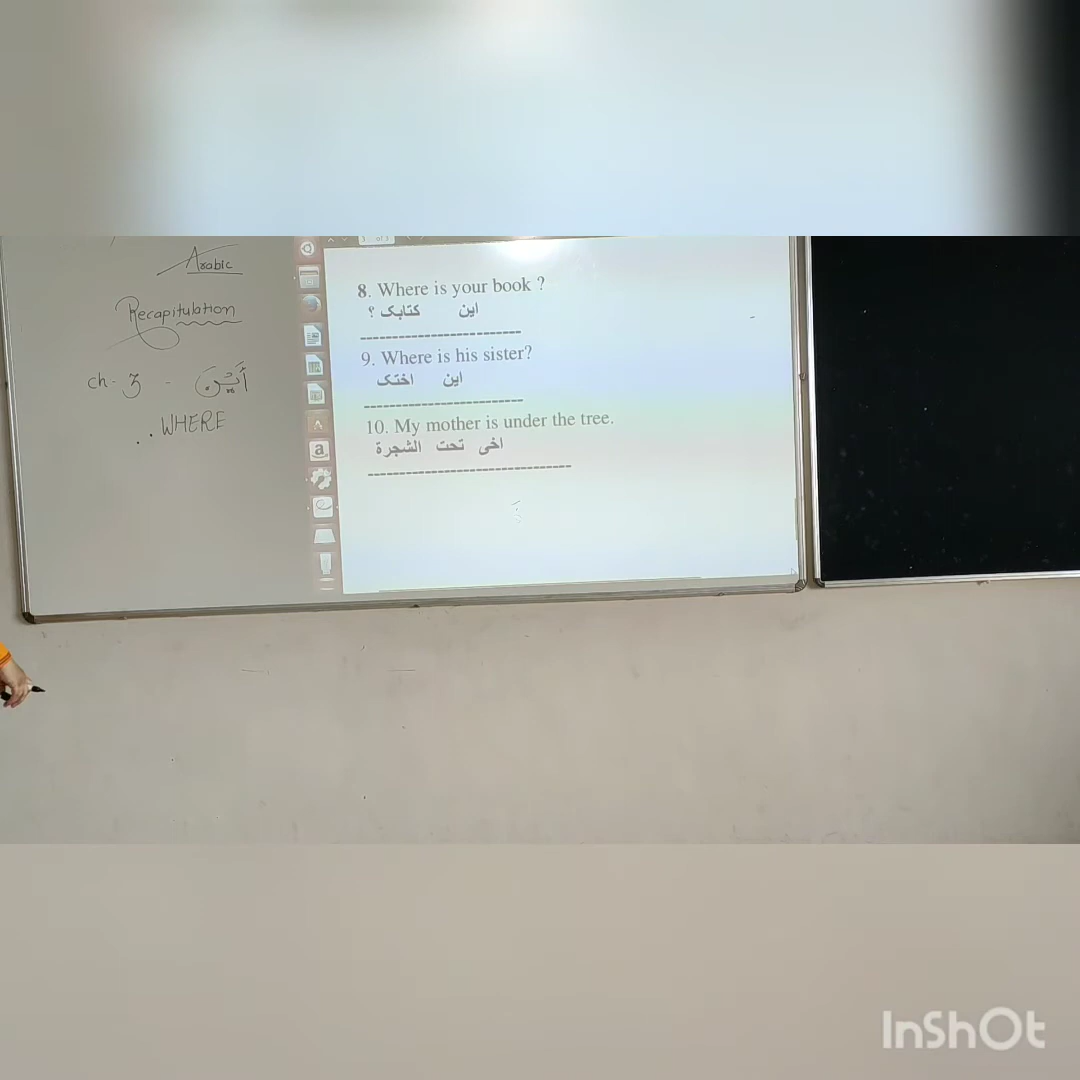 Arabic
Recapitulation
ch - 3 - أَيْنَ
WHERE
8. Where is your book ?
این کتابک ؟
9. Where is his sister?
این اختک
10. My mother is under the tree.
اخی تحت الشجرة
a
InShOt